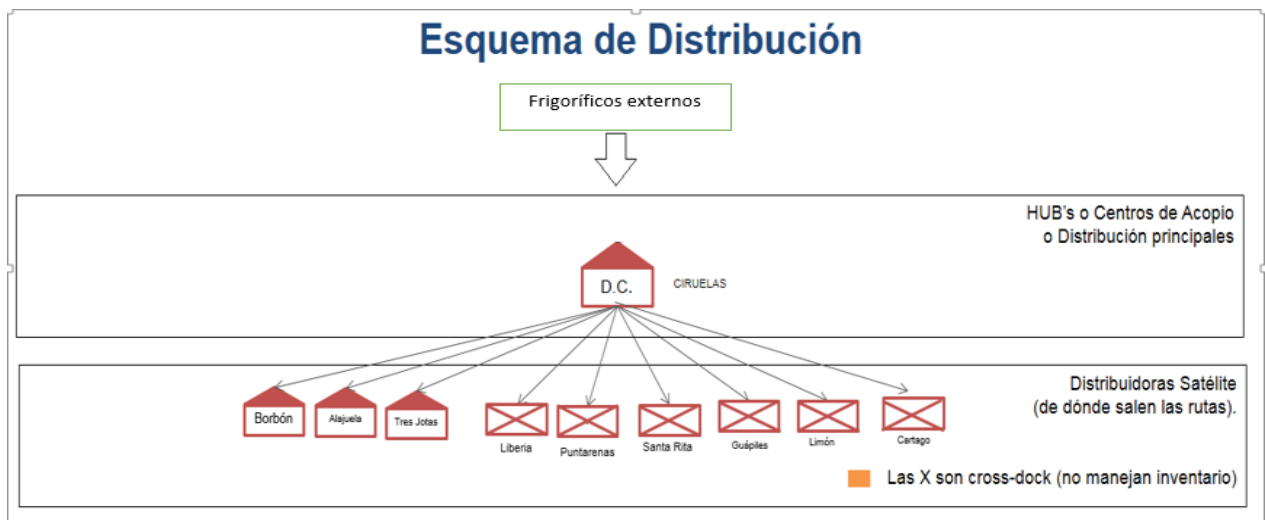 Esquema de Distribución
Frigoríficos externos
HUB's o Centros de Acopio
o Distribución principales
D.C.
CIRUELAS
Distribuidoras Satélite
(de dónde salen las rutas).
Borbón
Alajuela
Tres Jotas
Liberia
Puntarenas
Santa Rita
Guápiles
Limón
Cartago
Las X son cross-dock (no manejan inventario)